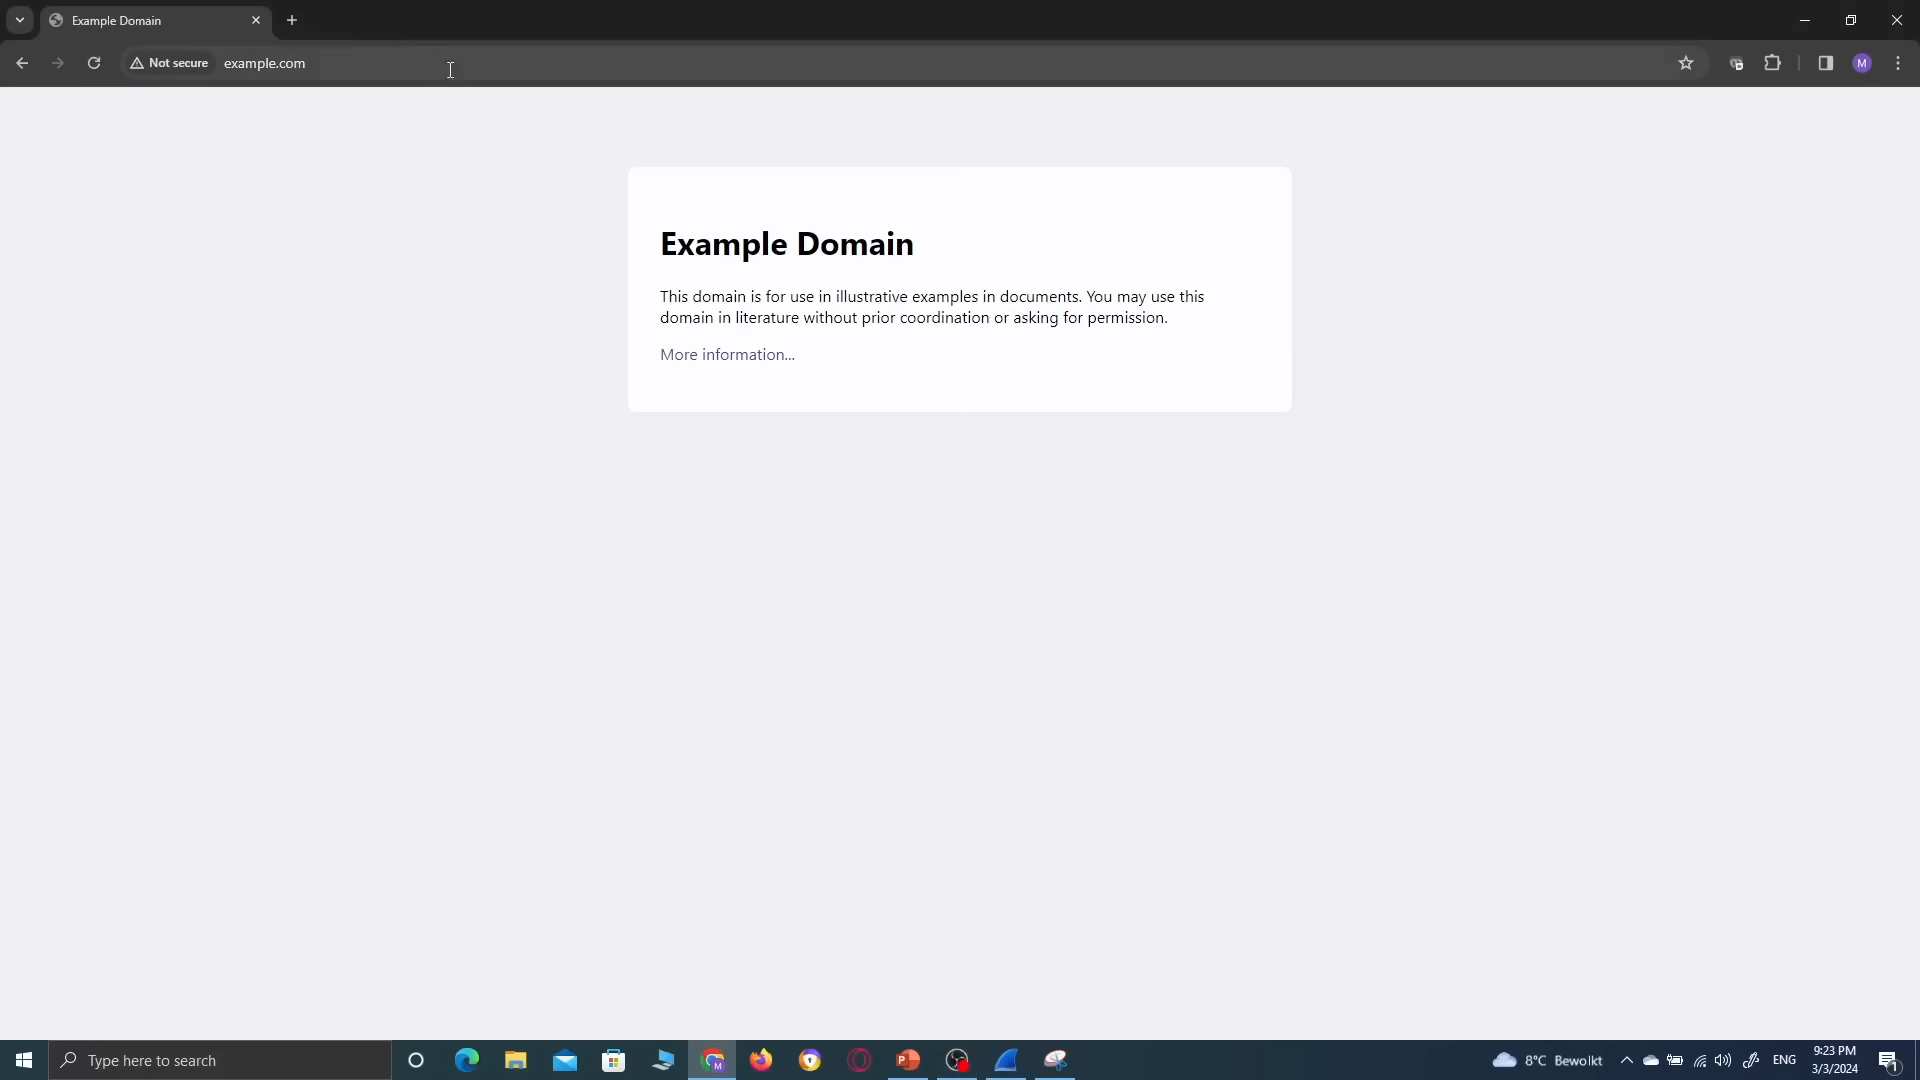 Example Domain
Not secure
example.com
M
Example Domain
This domain is for use in illustrative examples in documents. You may use this
domain in literature without prior coordination or asking for permission.
More information...
Type here to search
M
P
8°C Bewolkt
ENG
9:23 PM
3/3/2024
1